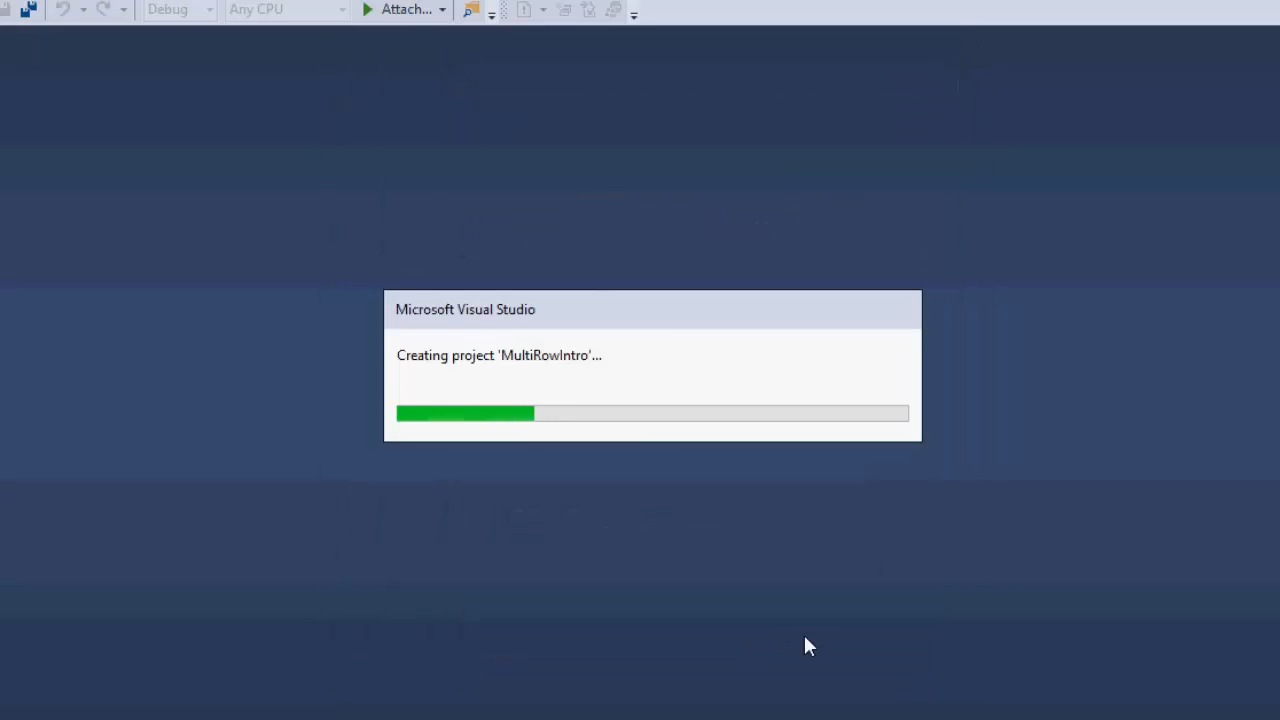 Debug Any CPU Attach...
Microsoft Visual Studio
Creating project 'MultiRowIntro'...